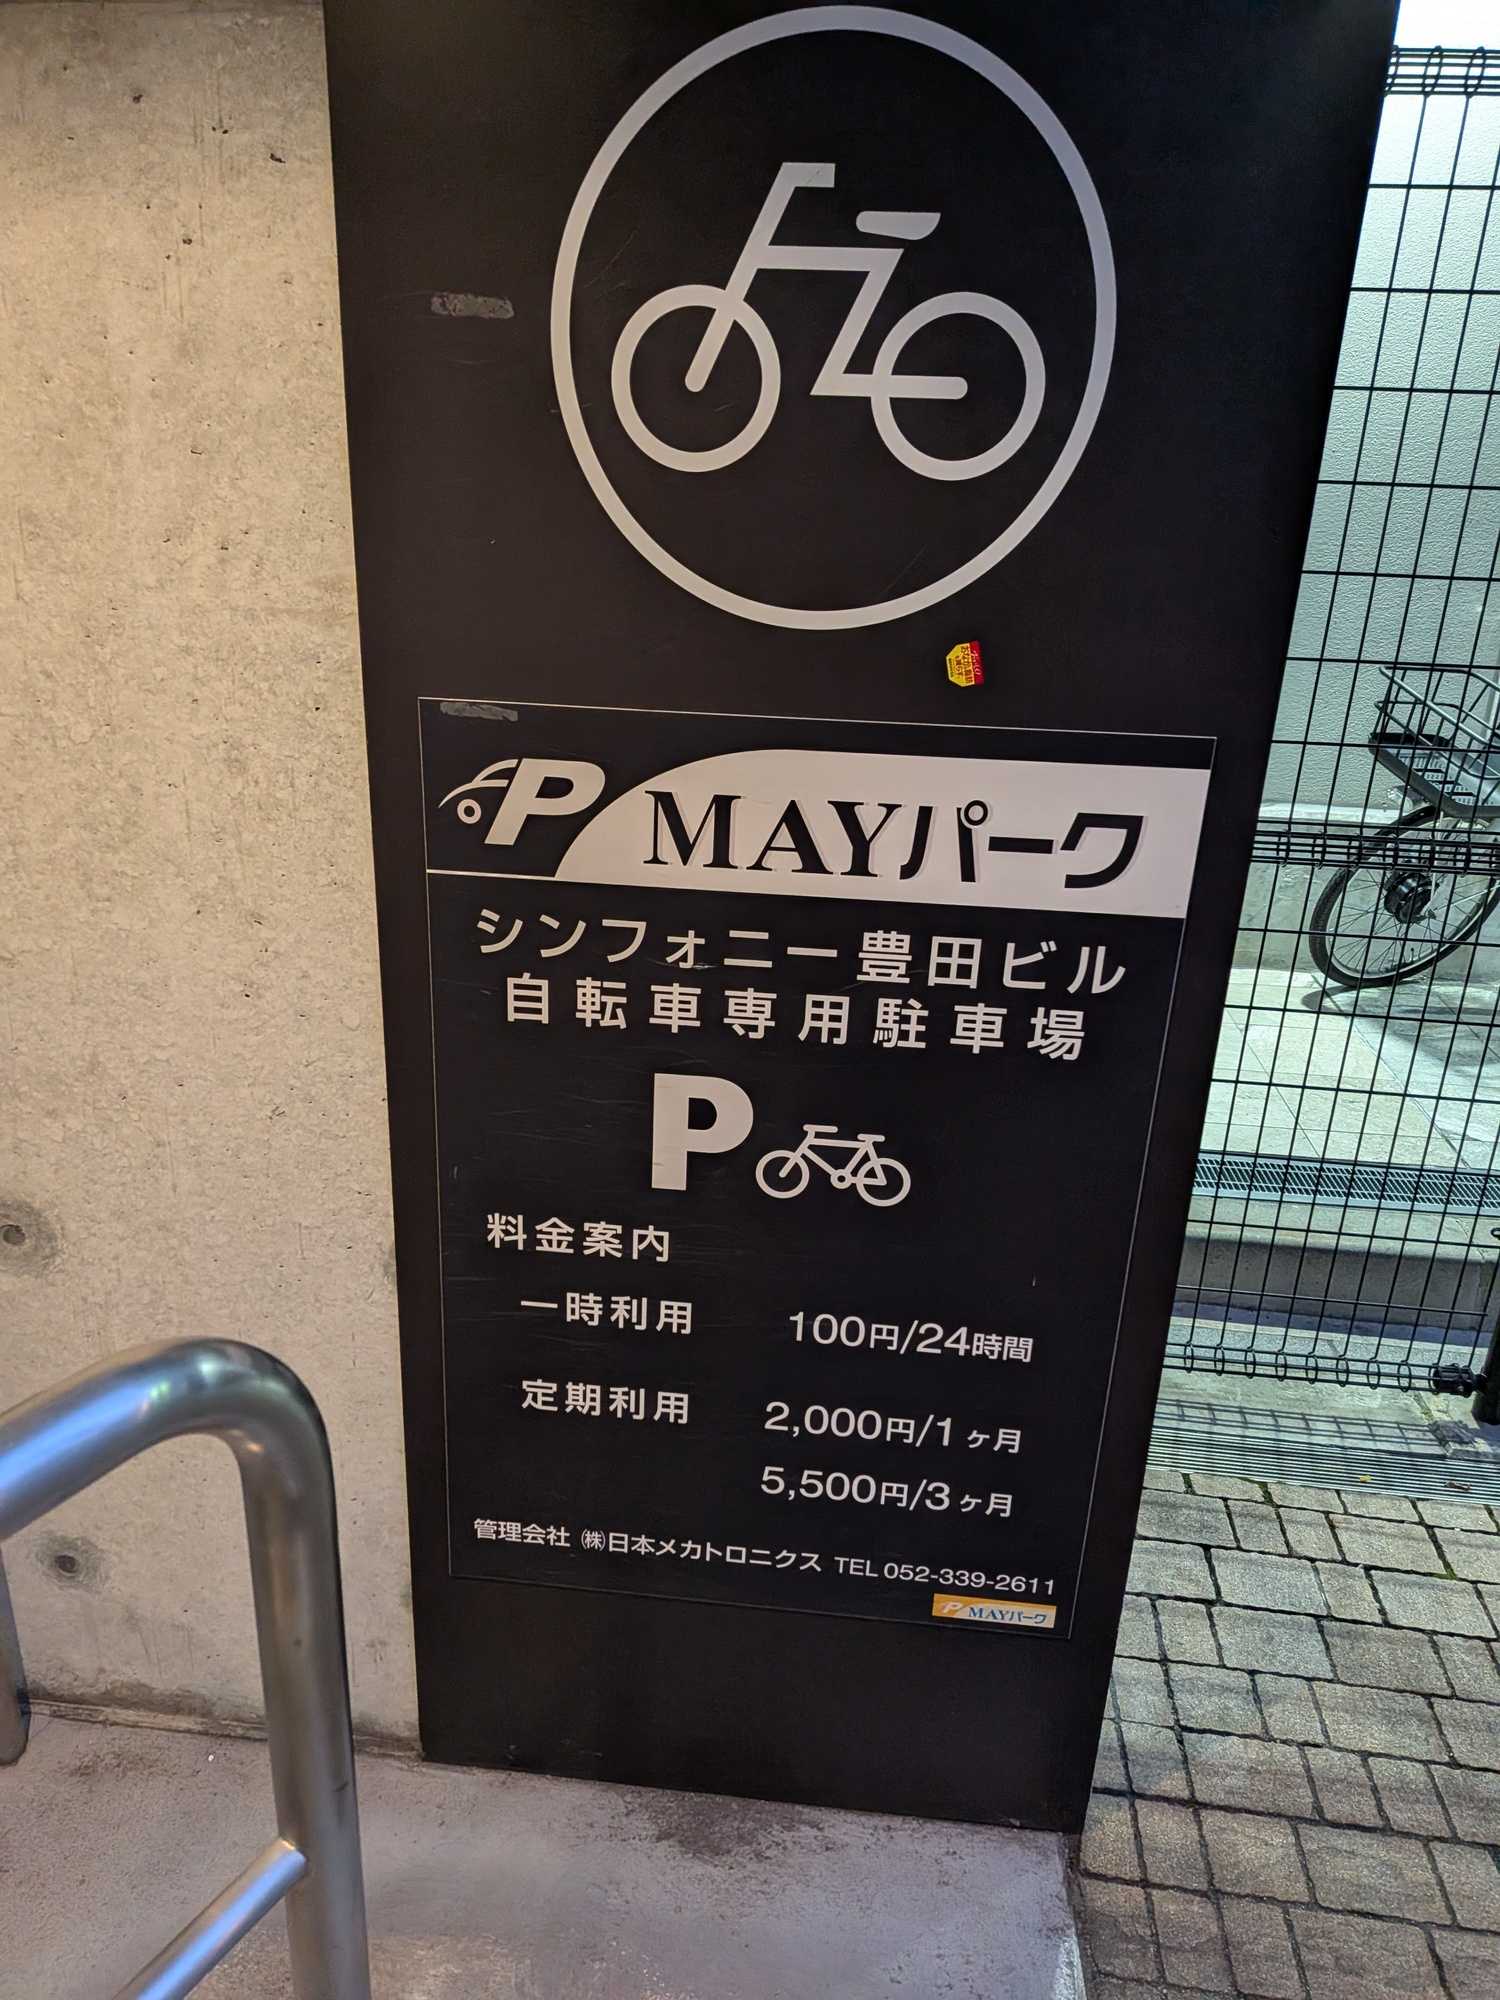 P MAYパーク
シンフォニー豊田ビル
自転車専用駐車場
P
料金案内
一時利用 100円/24時間
定期利用 2,000円/1ヶ月
5,500円/3ヶ月
管理会社 ㈱日本メカトロニクス TEL 052-339-2611
P MAYパーク